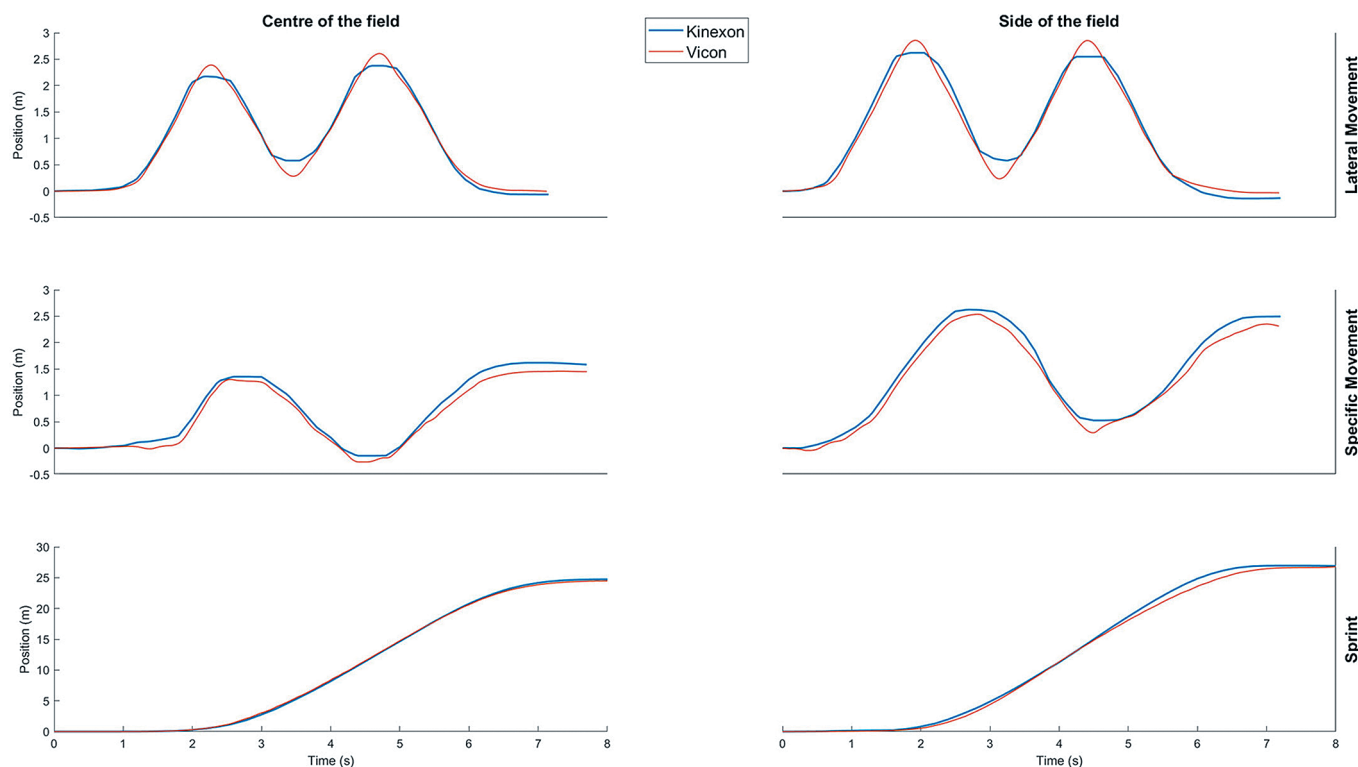 Centre of the field
Side of the field
Kinexon
Vicon
3
2.5
2
1.5
1
0.5
0
-0.5
Position (m)
Lateral Movement
3
2.5
2
1.5
1
0.5
0
-0.5
Position (m)
Specific Movement
30
25
20
15
10
5
0
Position (m)
Sprint
0 1 2 3 4 5 6 7 8
0 1 2 3 4 5 6 7 8
Time (s)
Time (s)